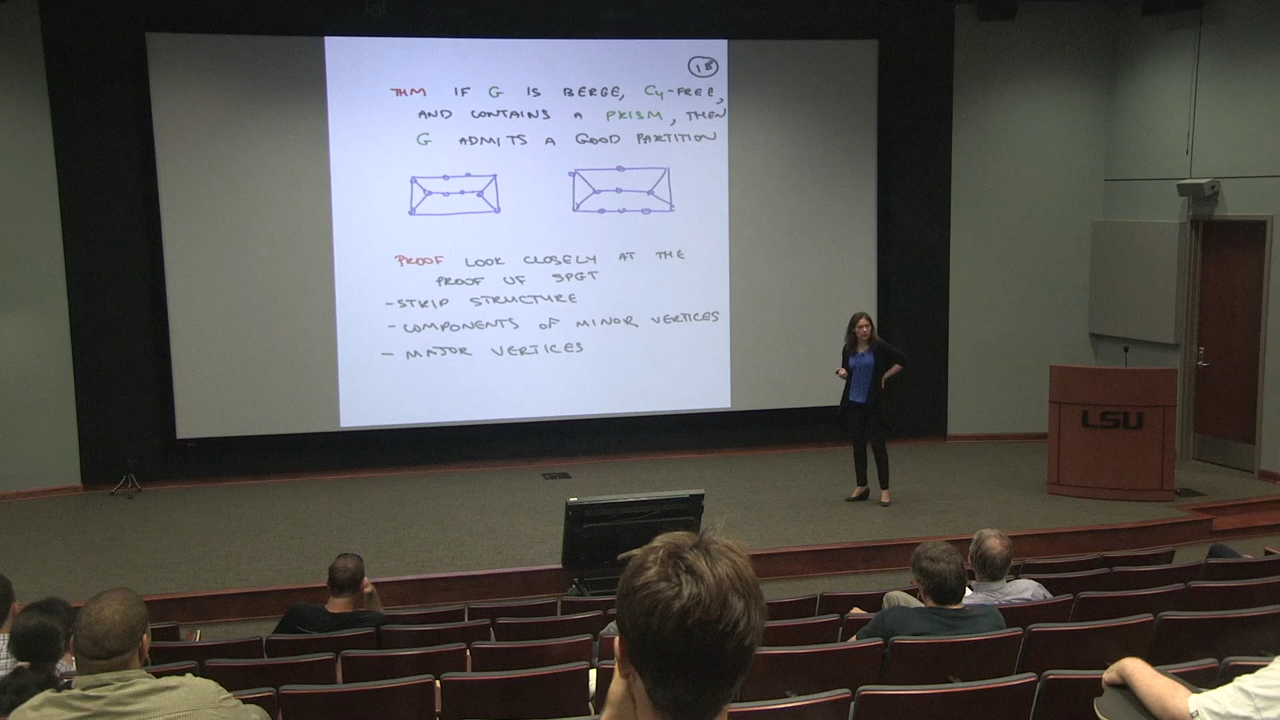 18
THM IF G IS BERGE, C4-FREE,
AND CONTAINS A PRISM, THEN
G ADMITS A GOOD PARTITION
PROOF LOOK CLOSELY AT THE
PROOF OF SPGT
- STRIP STRUCTURE
- COMPONENTS OF MINOR VERTICES
- MAJOR VERTICES
LSU